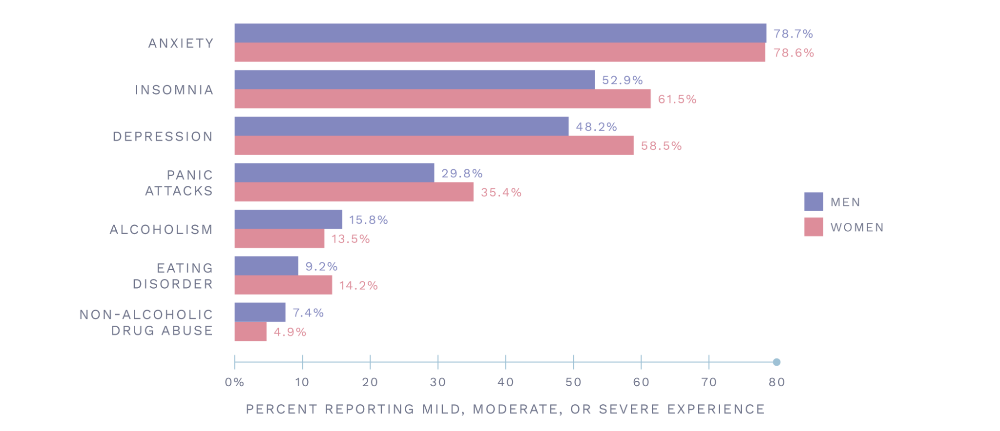 ANXIETY
78.7%
78.6%
INSOMNIA
52.9%
61.5%
DEPRESSION
48.2%
58.5%
PANIC
ATTACKS
29.8%
35.4%
ALCOHOLISM
15.8%
13.5%
EATING
DISORDER
9.2%
14.2%
NON-ALCOHOLIC
DRUG ABUSE
7.4%
4.9%
MEN
WOMEN
0% 10 20 30 40 50 60 70 80
PERCENT REPORTING MILD, MODERATE, OR SEVERE EXPERIENCE